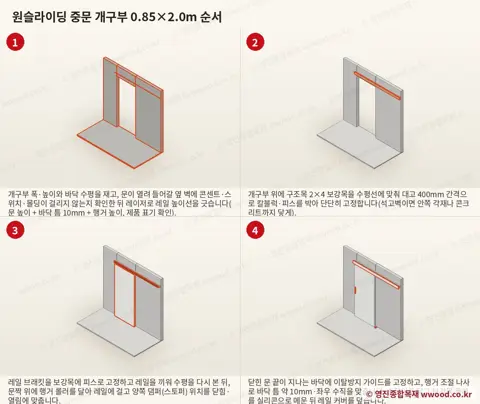 원슬라이딩 중문 개구부 0.85×2.0m 순서
1
개구부 폭·높이와 바닥 수평을 재고, 문이 열려 들어갈 옆 벽에 콘센트·스
위치·몰딩이 걸리지 않는지 확인한 뒤 레이저로 레일 높이선을 긋습니다(
문 높이 + 바닥 틈 10mm + 행거 높이, 제품 표기 확인).
2
개구부 위에 구조목 2×4 보강목을 수평선에 맞춰 대고 400mm 간격으
로 칼블럭·피스를 박아 단단히 고정합니다(석고벽이면 안쪽 각재나 콘크
리트까지 닿게).
3
레일 브래킷을 보강목에 피스로 고정하고 레일을 끼워 수평을 다시 본 뒤,
문짝 위에 행거 롤러를 달아 레일에 걸고 양쪽 댐퍼(스토퍼) 위치를 닫힘·
열림에 맞춥니다.
4
닫힌 문 끝이 지나는 바닥에 이탈방지 가이드를 고정하고, 행거 조절 나사
로 바닥 틈 약 10mm·좌우 수직을 맞
를 실리콘으로 메운 뒤 레일 커버를 덮습니다.
© 영진종합목재 wwood.co.kr